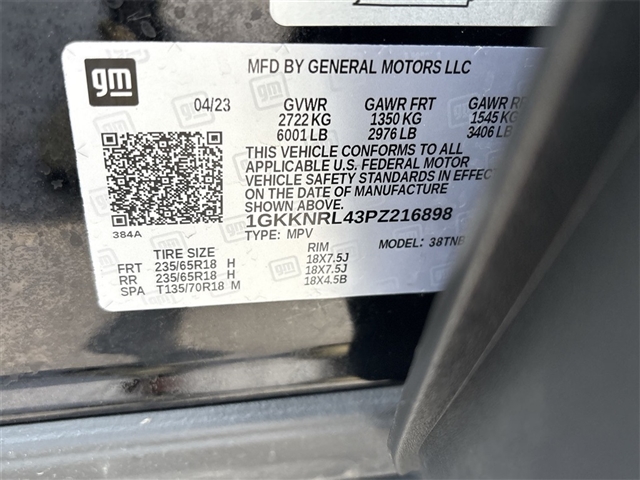 gm
MFD BY GENERAL MOTORS LLC
04/23 GVWR GAWR FRT GAWR
2722 KG 1350 KG 1545 KG
6001 LB 2976 LB 3406 LB
THIS VEHICLE CONFORMS TO ALL
APPLICABLE U.S. FEDERAL MOTOR
VEHICLE SAFETY STANDARDS IN EFFECT
ON THE DATE OF MANUFACTURE
SHOWN ABOVE.
1GKKNRL43PZ216898
384A TYPE: MPV MODEL: 38TNB
TIRE SIZE RIM
FRT 235/65R18 H 18X7.5J
RR 235/65R18 H 18X7.5J
SPA T135/70R18 M 18X4.5B